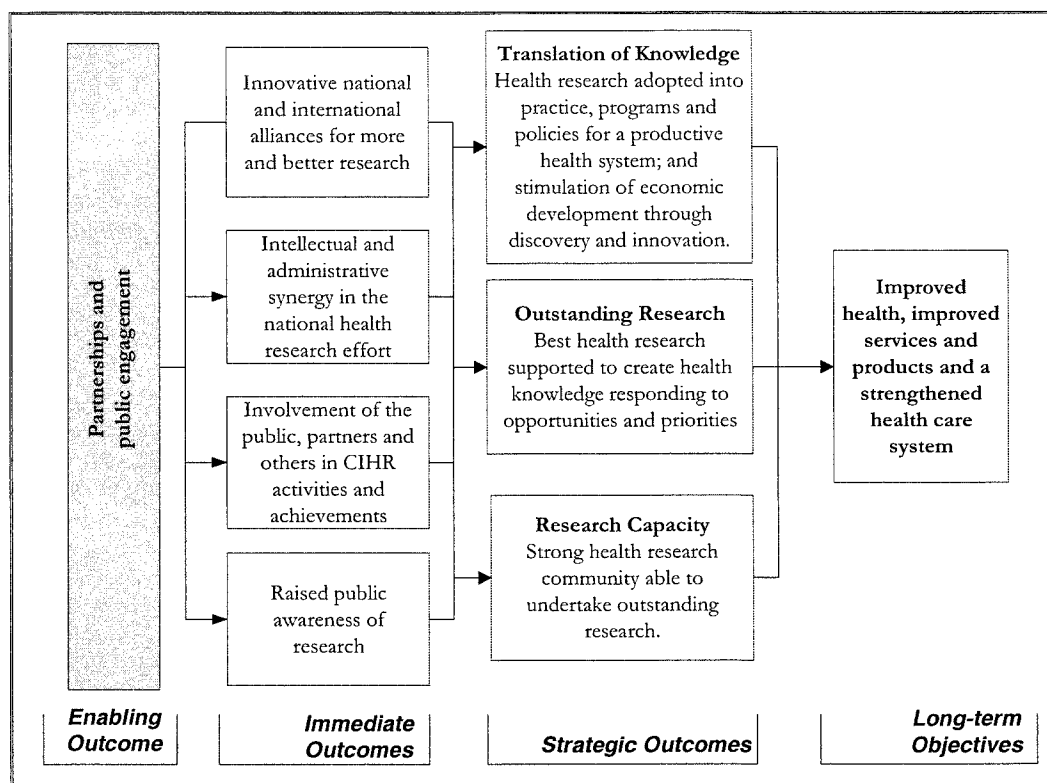 Partnerships and
public engagement
Innovative national
and international
alliances for more
and better research
Intellectual and
administrative
synergy in the
national health
research effort
Involvement of the
public, partners and
others in CIHR
activities and
achievements
Raised public
awareness of
research
Translation of Knowledge
Health research adopted into
practice, programs and
policies for a productive
health system; and
stimulation of economic
development through
discovery and innovation.
Outstanding Research
Best health research
supported to create health
knowledge responding to
opportunities and priorities
Research Capacity
Strong health research
community able to
undertake outstanding
research.
Improved
health, improved
services and
products and a
strengthened
health care
system
Enabling
Outcome
Immediate
Outcomes
Strategic Outcomes
Long-term
Objectives